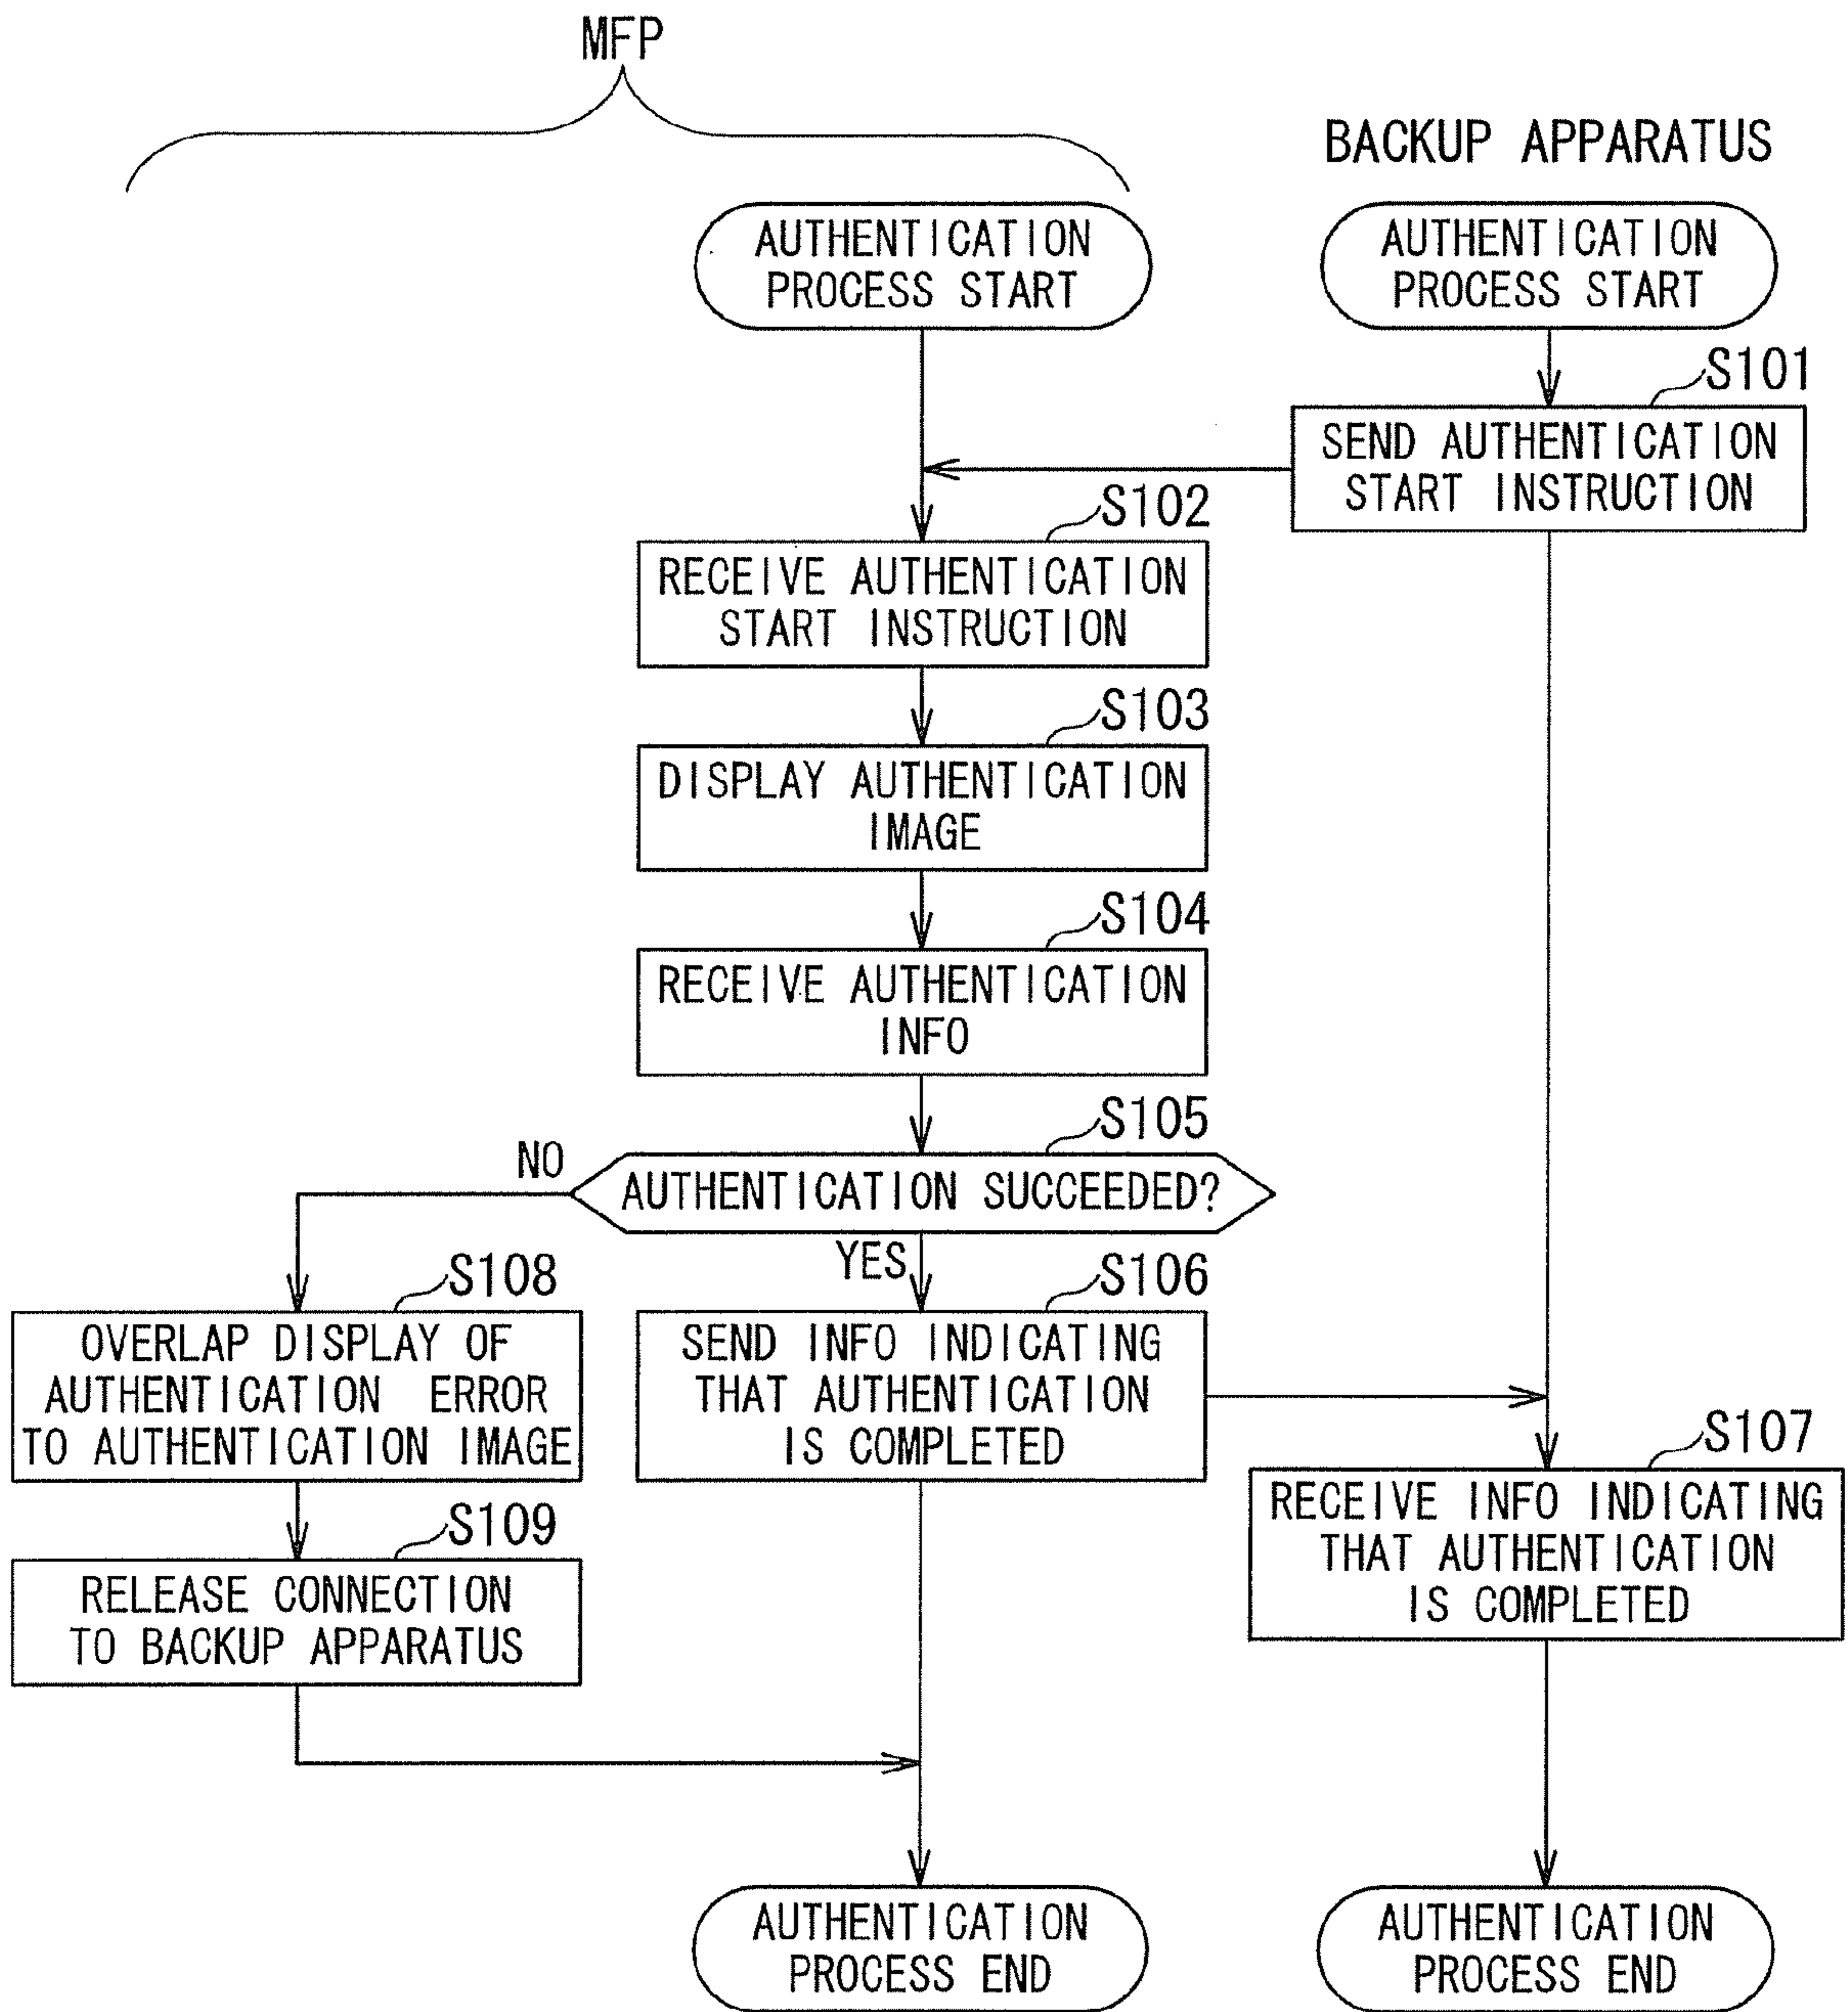 MFP
BACKUP APPARATUS
AUTHENTICATION
PROCESS START
AUTHENTICATION
PROCESS START
S101
SEND AUTHENTICATION
START INSTRUCTION
S102
RECEIVE AUTHENTICATION
START INSTRUCTION
S103
DISPLAY AUTHENTICATION
IMAGE
S104
RECEIVE AUTHENTICATION
INFO
S105
NO
AUTHENTICATION SUCCEEDED?
YES
S108
OVERLAP DISPLAY OF
AUTHENTICATION ERROR
TO AUTHENTICATION IMAGE
S106
SEND INFO INDICATING
THAT AUTHENTICATION
IS COMPLETED
S107
RECEIVE INFO INDICATING
THAT AUTHENTICATION
IS COMPLETED
S109
RELEASE CONNECTION
TO BACKUP APPARATUS
AUTHENTICATION
PROCESS END
AUTHENTICATION
PROCESS END